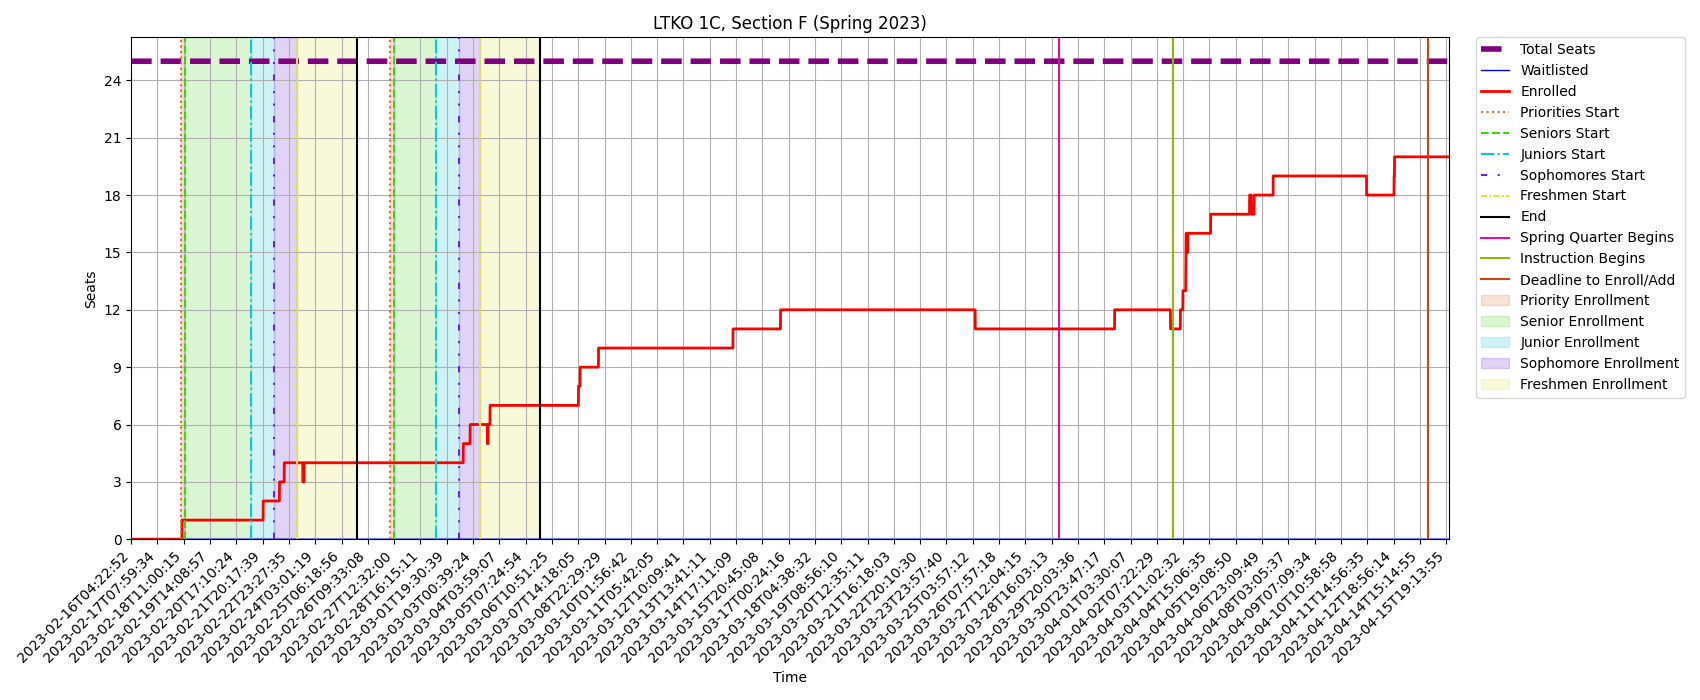 LTKO 1C, Section F (Spring 2023)
Seats
24
21
18
15
12
9
6
3
0
2023-02-16T04:22:52
2023-02-17T07:59:34
2023-02-18T11:00:15
2023-02-19T14:08:57
2023-02-20T17:10:24
2023-02-21T20:17:39
2023-02-22T23:27:35
2023-02-24T03:01:19
2023-02-25T06:18:56
2023-02-26T09:33:08
2023-02-27T12:32:00
2023-02-28T16:15:11
2023-03-01T19:30:39
2023-03-03T00:39:24
2023-03-04T03:59:07
2023-03-05T07:24:54
2023-03-06T10:51:25
2023-03-07T14:18:05
2023-03-08T22:29:29
2023-03-10T01:56:42
2023-03-11T05:42:05
2023-03-12T10:09:41
2023-03-13T13:41:11
2023-03-14T17:11:09
2023-03-15T20:45:08
2023-03-17T00:24:16
2023-03-18T04:38:32
2023-03-19T08:56:10
2023-03-20T12:35:11
2023-03-21T16:18:03
2023-03-22T20:10:30
2023-03-23T23:57:40
2023-03-25T03:57:12
2023-03-26T07:57:18
2023-03-27T12:04:15
2023-03-28T16:03:13
2023-03-29T20:03:36
2023-03-30T23:47:17
2023-04-01T03:30:07
2023-04-02T07:22:29
2023-04-03T11:02:32
2023-04-04T15:06:35
2023-04-05T19:08:50
2023-04-06T23:09:49
2023-04-08T03:05:37
2023-04-09T07:09:34
2023-04-10T10:58:58
2023-04-11T14:56:35
2023-04-12T18:56:14
2023-04-14T15:14:55
2023-04-15T19:13:55
Time
Total Seats
Waitlisted
Enrolled
Priorities Start
Seniors Start
Juniors Start
Sophomores Start
Freshmen Start
End
Spring Quarter Begins
Instruction Begins
Deadline to Enroll/Add
Priority Enrollment
Senior Enrollment
Junior Enrollment
Sophomore Enrollment
Freshmen Enrollment